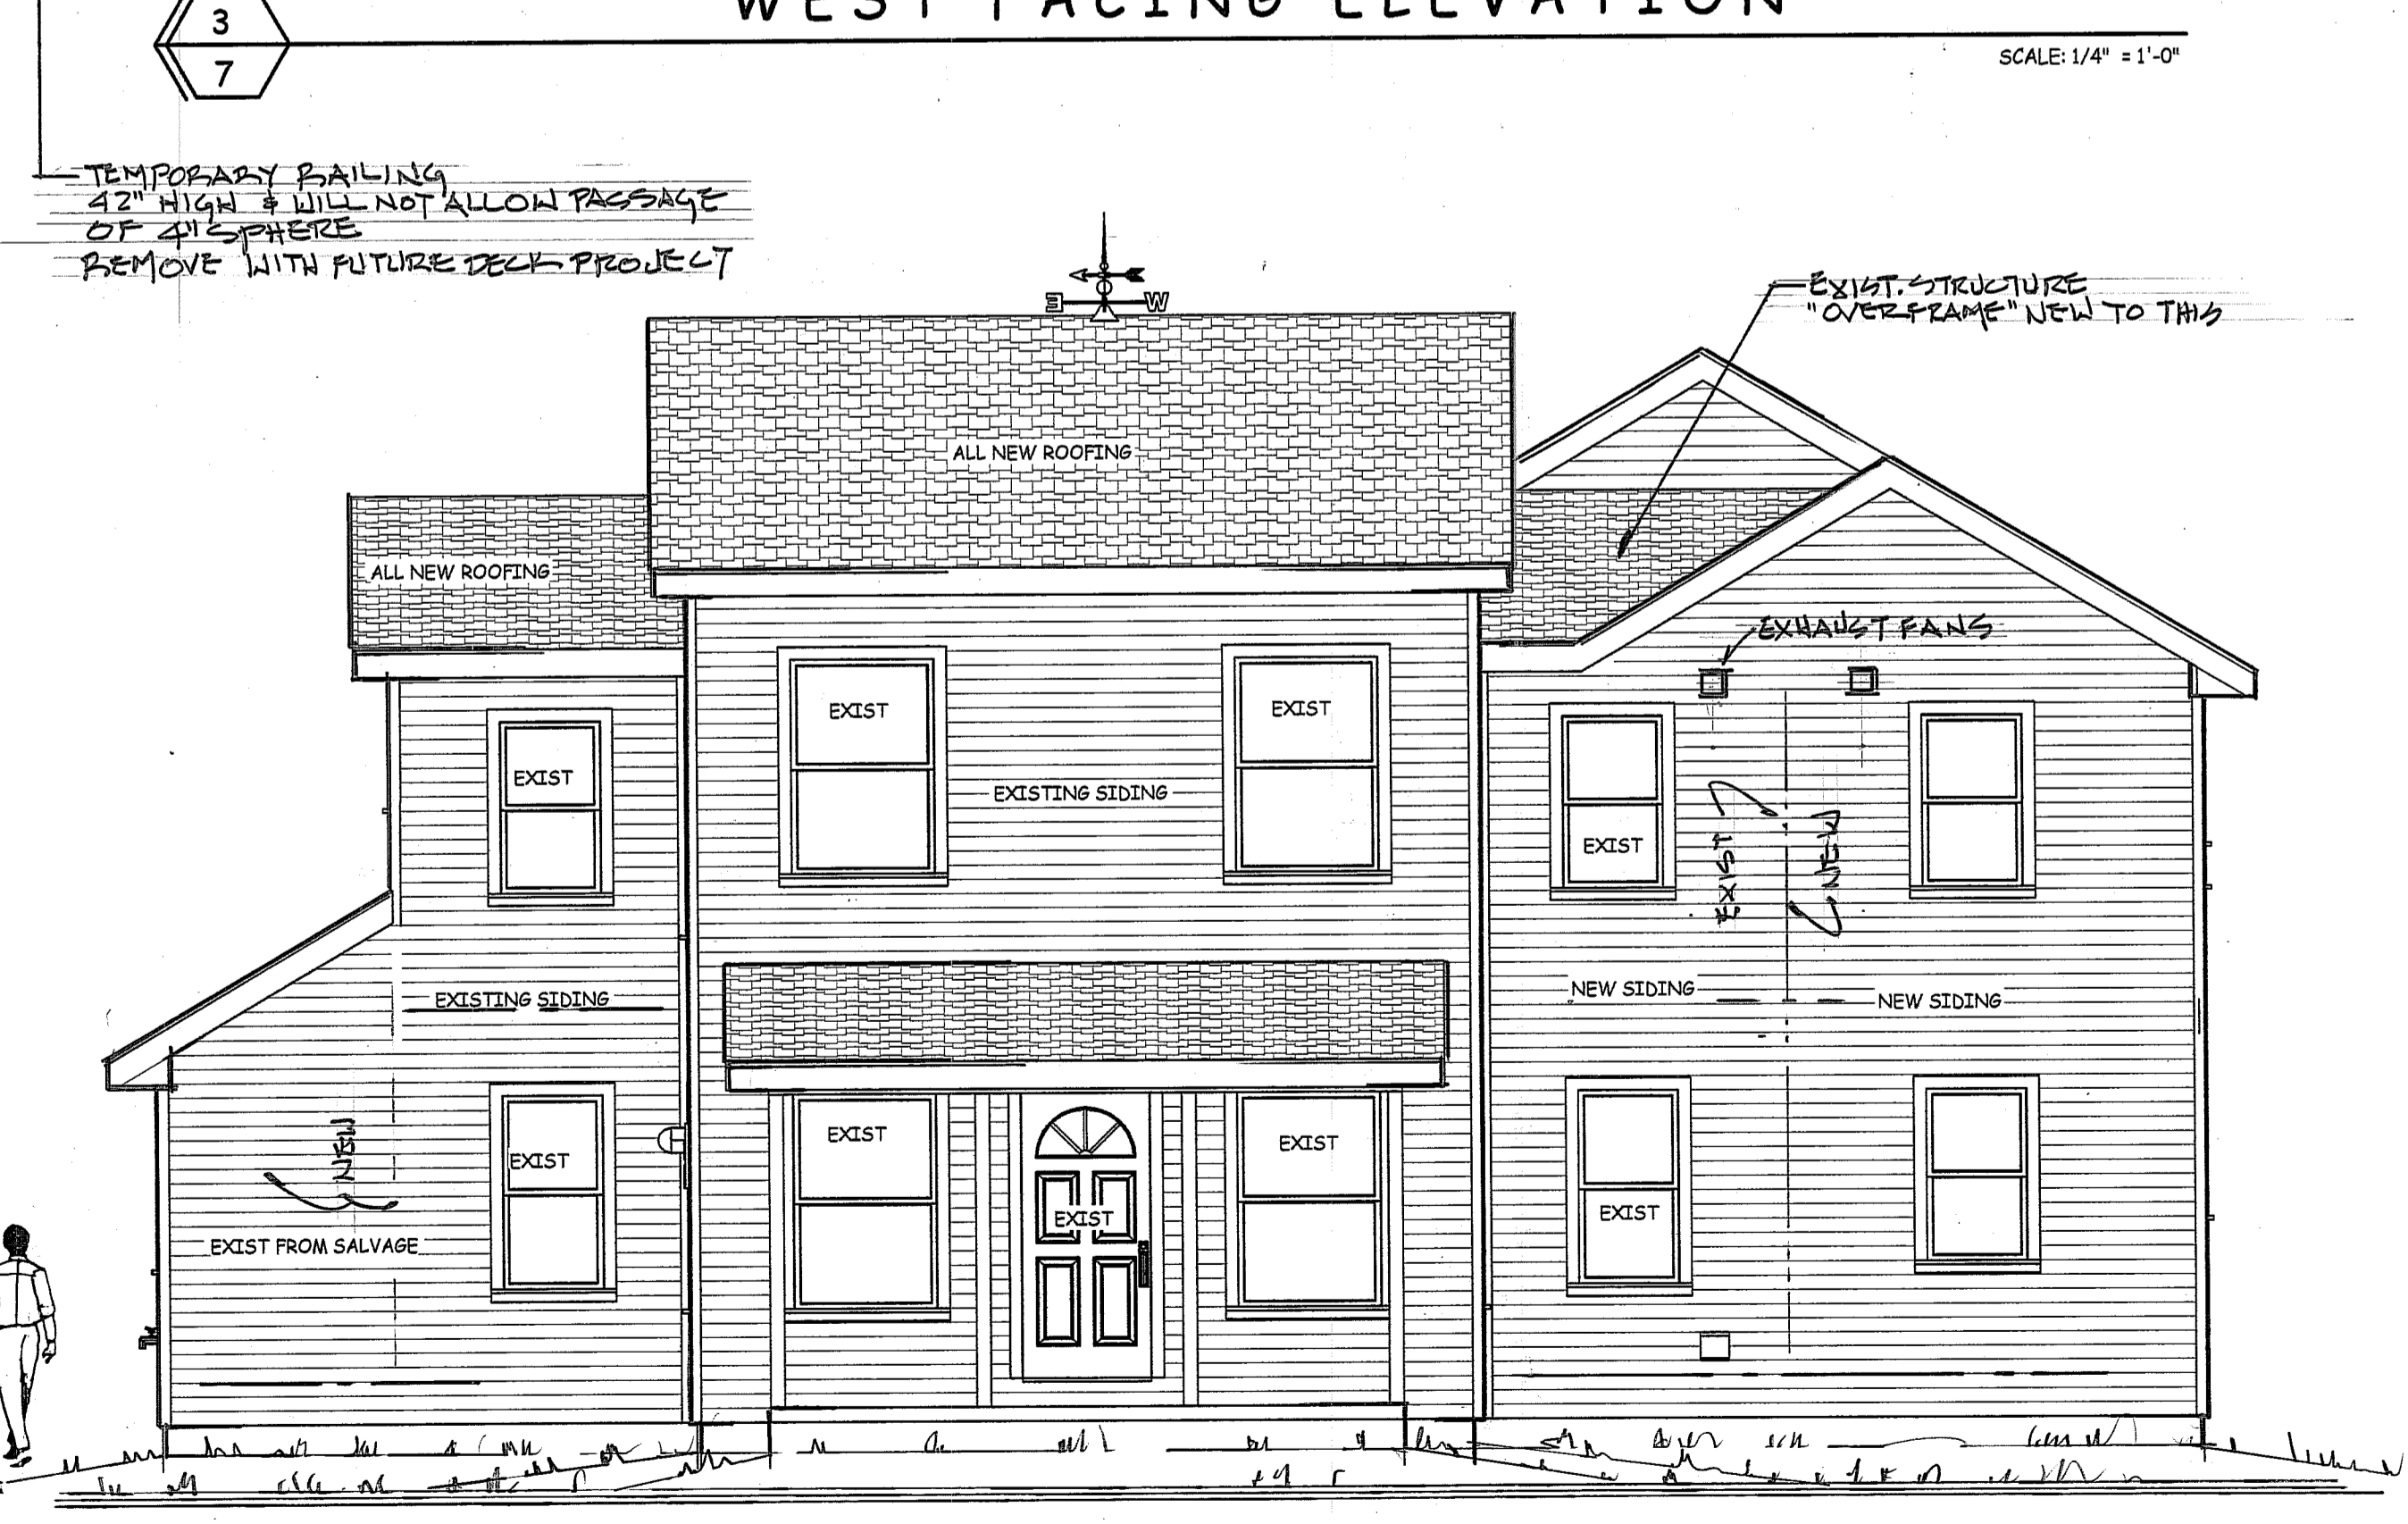 WEST FACING ELEVATION
3
7
SCALE: 1/4" = 1'-0"
TEMPORARY RAILING
42" HIGH & WILL NOT ALLOW PASSAGE
OF 4" SPHERE
REMOVE WITH FUTURE DECK PROJECT
E W
EXIST. STRUCTURE
"OVERFRAME" NEW TO THIS
ALL NEW ROOFING
ALL NEW ROOFING
EXHAUST FANS
EXIST
EXIST
EXIST
EXISTING SIDING
EXIST
EXIST
NEW
EXISTING SIDING
NEW SIDING
NEW SIDING
EXIST
EXIST
EXIST
NEW
EXIST
EXIST
EXIST FROM SALVAGE